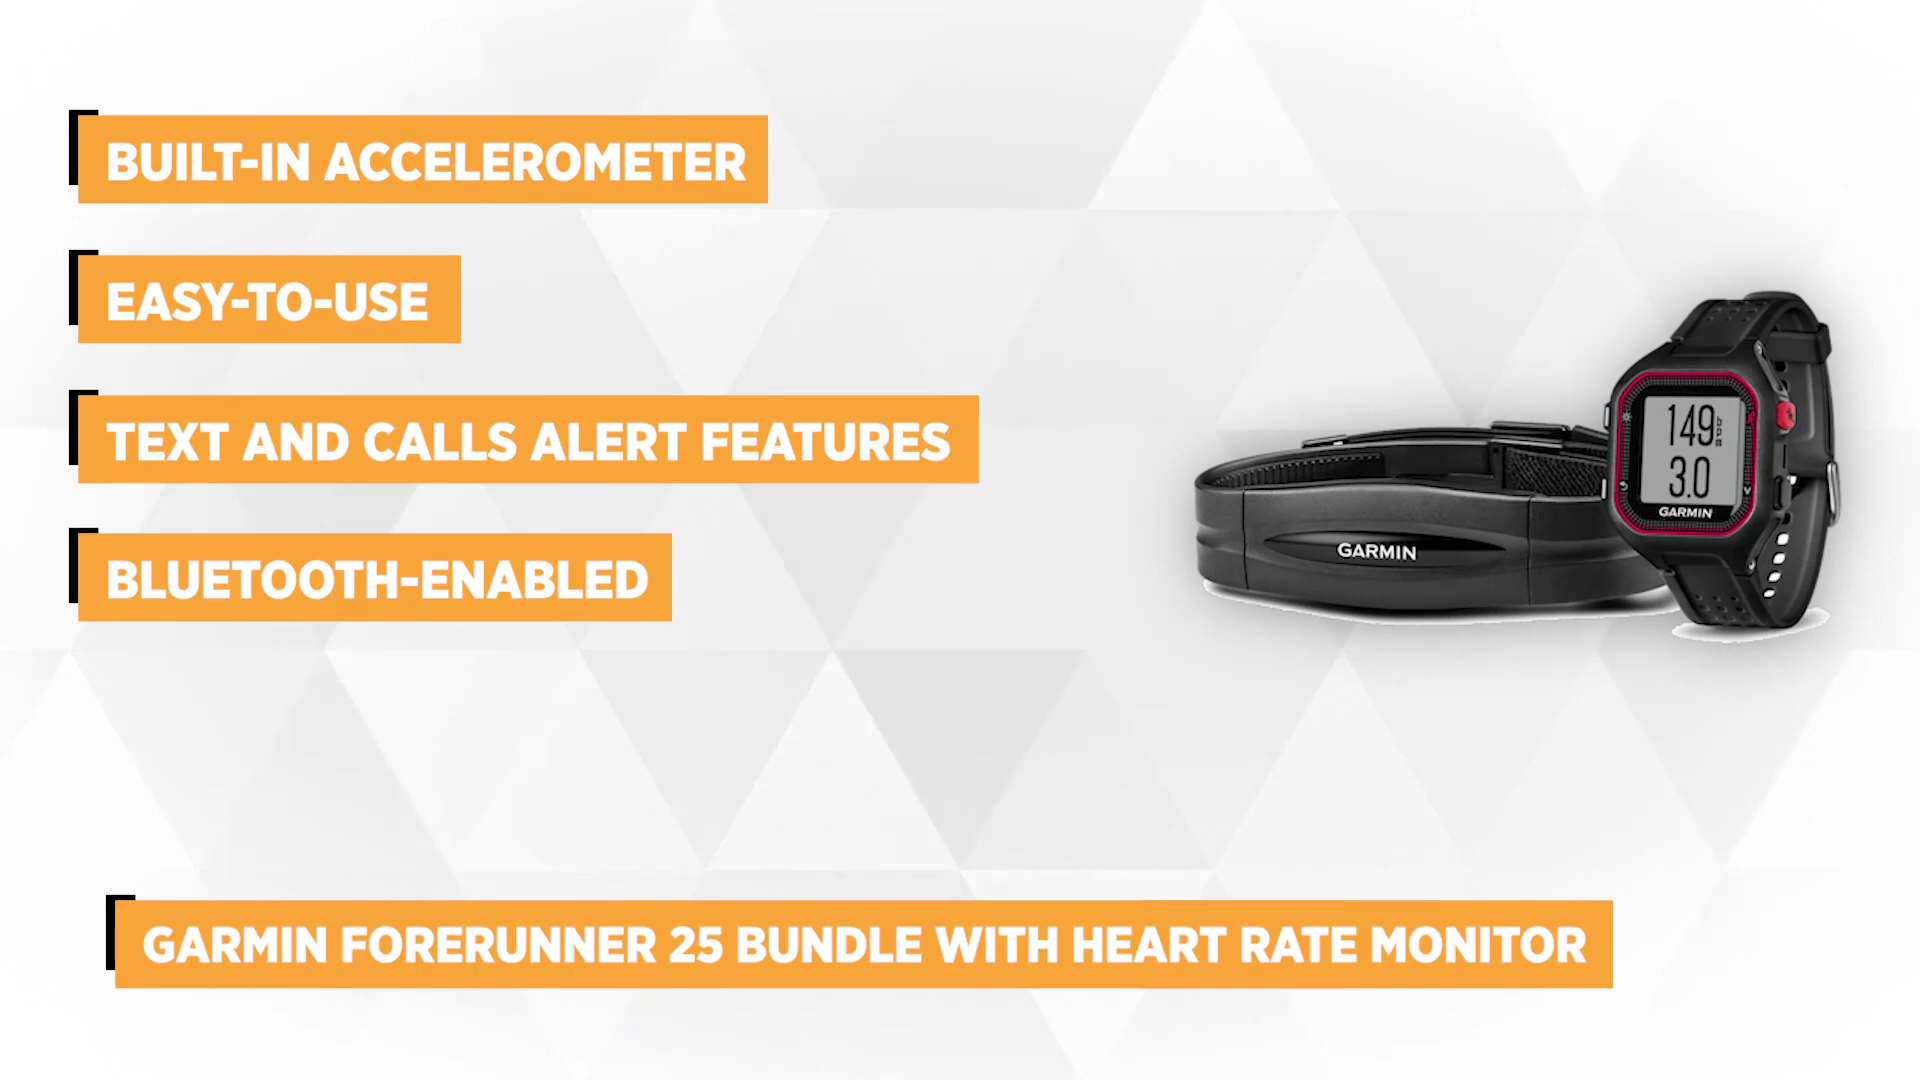 BUILT-IN ACCELEROMETER
EASY-TO-USE
TEXT AND CALLS ALERT FEATURES
BLUETOOTH-ENABLED
149
3.0
GARMIN
GARMIN
GARMIN FORERUNNER 25 BUNDLE WITH HEART RATE MONITOR